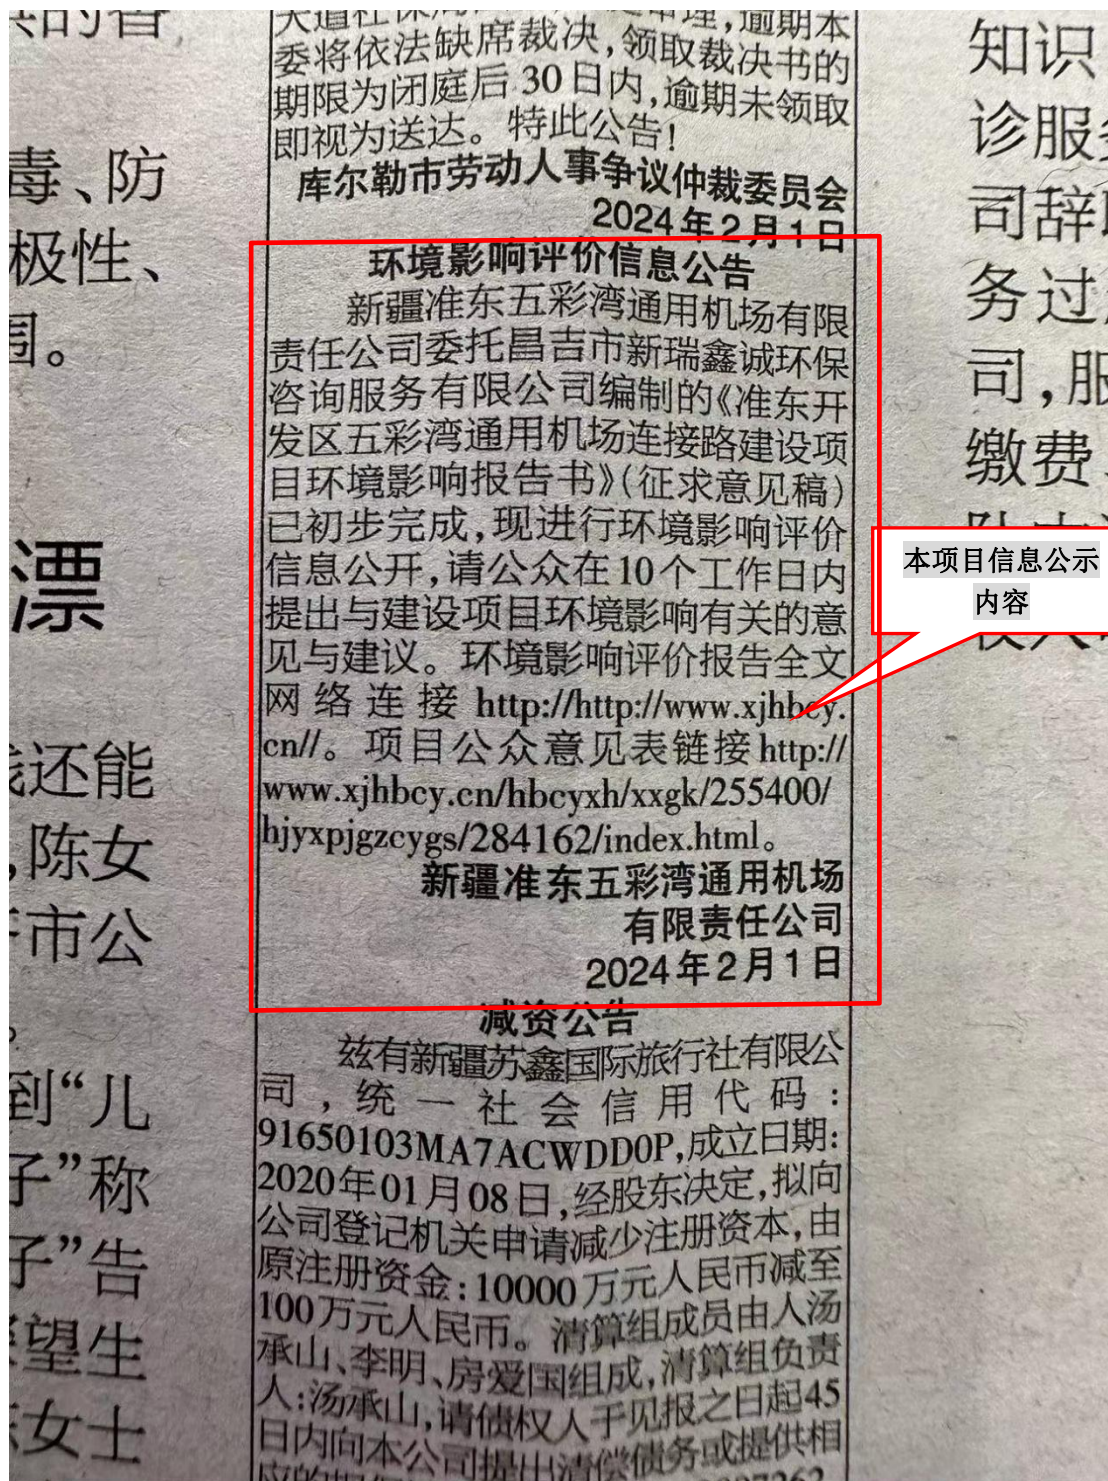 委将依法缺席裁决,领取裁决书的
期限为闭庭后30日内,逾期未领取
即视为送达。特此公告!
库尔勒市劳动人事争议仲裁委员会
2024年2月1日
环境影响评价信息公告
新疆准东五彩湾通用机场有限
责任公司委托昌吉市新瑞鑫诚环保
咨询服务有限公司编制的《准东开
发区五彩湾通用机场连接路建设项
目环境影响报告书》(征求意见稿)
已初步完成,现进行环境影响评价
信息公开,请公众在10个工作日内
提出与建设项目环境影响有关的意
见与建议。环境影响评价报告全文
网络连接http://http://www.xjhbcy.
cn//。项目公众意见表链接http://
www.xjhbcy.cn/hbcyxh/xxgk/255400/
hjyxpjgzcygs/284162/index.html。
新疆准东五彩湾通用机场
有限责任公司
2024年2月1日
减资公告
兹有新疆苏鑫国际旅行社有限公
司,统一社会信用代码:
91650103MA7ACWDD0P,成立日期:
2020年01月08日,经股东决定,拟向
公司登记机关申请减少注册资本,由
原注册资金:10000万元人民币减至
100万元人民币。清算组成员由人汤
承山、李明、房爱国组成,清算组负责
人:汤承山,请债权人于见报之日起45
日内向本公司提出清偿债务或提供相
毒、防
极性、
围。
漂
还能
,陈女
市公
到“儿
子”称
子”告
望生
女士
知识
诊服
司辞
务过
司,服
缴费
本项目信息公示
内容